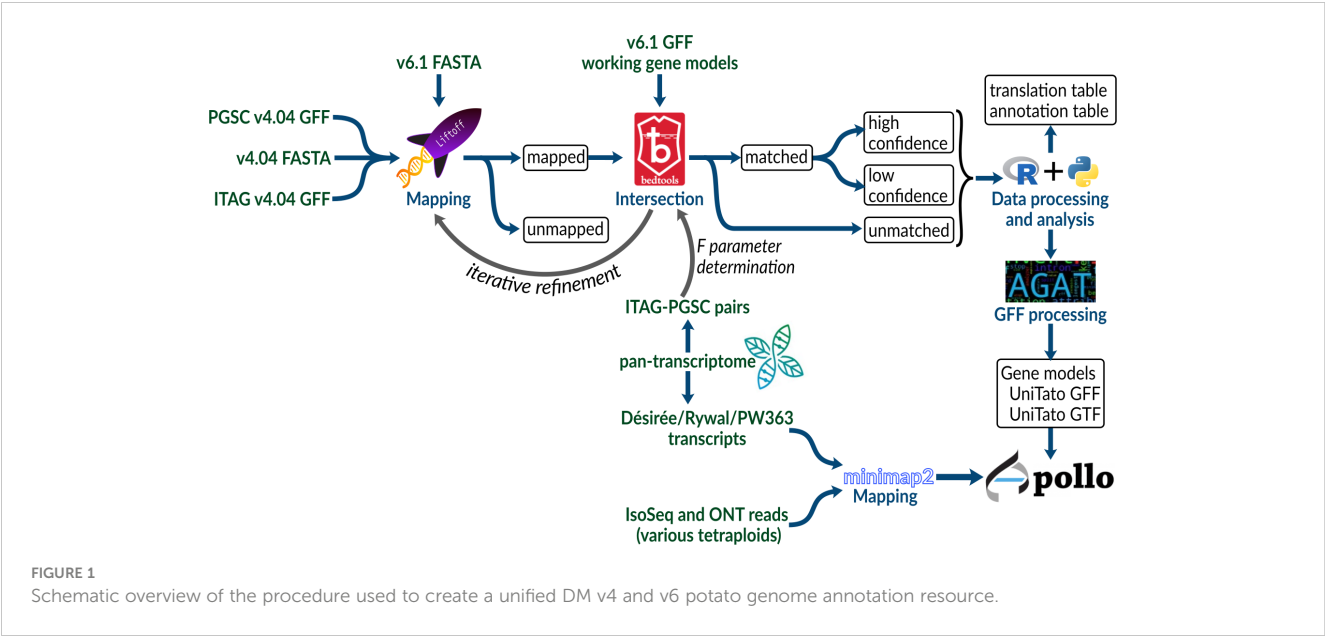 v6.1 FASTA
PGSC v4.04 GFF
v4.04 FASTA
ITAG v4.04 GFF
Liftoff
Mapping
mapped
unmapped
v6.1 GFF
working gene models
b
bedtools
Intersection
iterative refinement
F parameter
determination
matched
high
confidence
low
confidence
unmatched
translation table
annotation table
R +
Data processing
and analysis
intron
AGAT
GFF processing
Gene models
UniTato GFF
UniTato GTF
ITAG-PGSC pairs
pan-transcriptome
Désirée/Rywal/PW363
transcripts
IsoSeq and ONT reads
(various tetraploids)
minimap2
Mapping
Apollo
FIGURE 1
Schematic overview of the procedure used to create a unified DM v4 and v6 potato genome annotation resource.